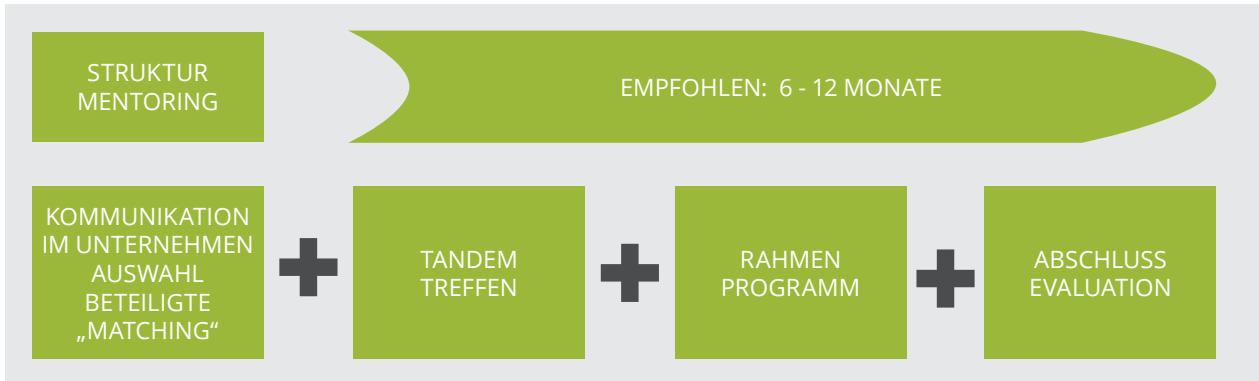 STRUKTUR
MENTORING
EMPFOHLEN: 6 - 12 MONATE
KOMMUNIKATION
IM UNTERNEHMEN
AUSWAHL
BETEILIGTE
„MATCHING“
TANDEM
TREFFEN
RAHMEN
PROGRAMM
ABSCHLUSS
EVALUATION